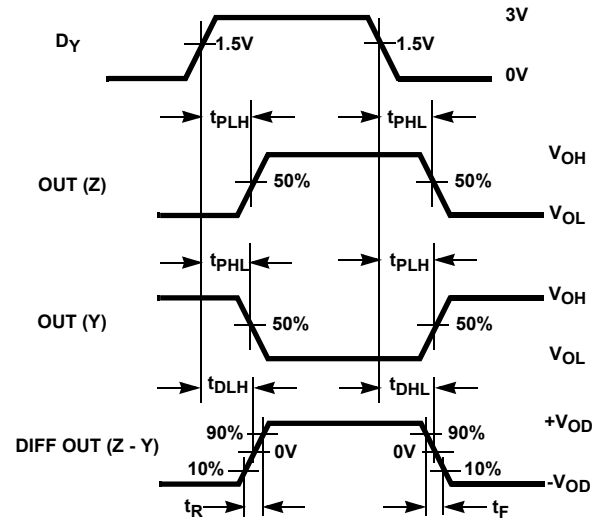 3V
DY
1.5V
1.5V
0V
tPLH
tPHL
VOH
OUT (Z)
50%
50%
VOL
tPHL
tPLH
VOH
OUT (Y)
50%
50%
VOL
tDLH
tDHL
+VOD
90%
90%
DIFF OUT (Z - Y)
0V
0V
10%
10%
-VOD
tR
tF